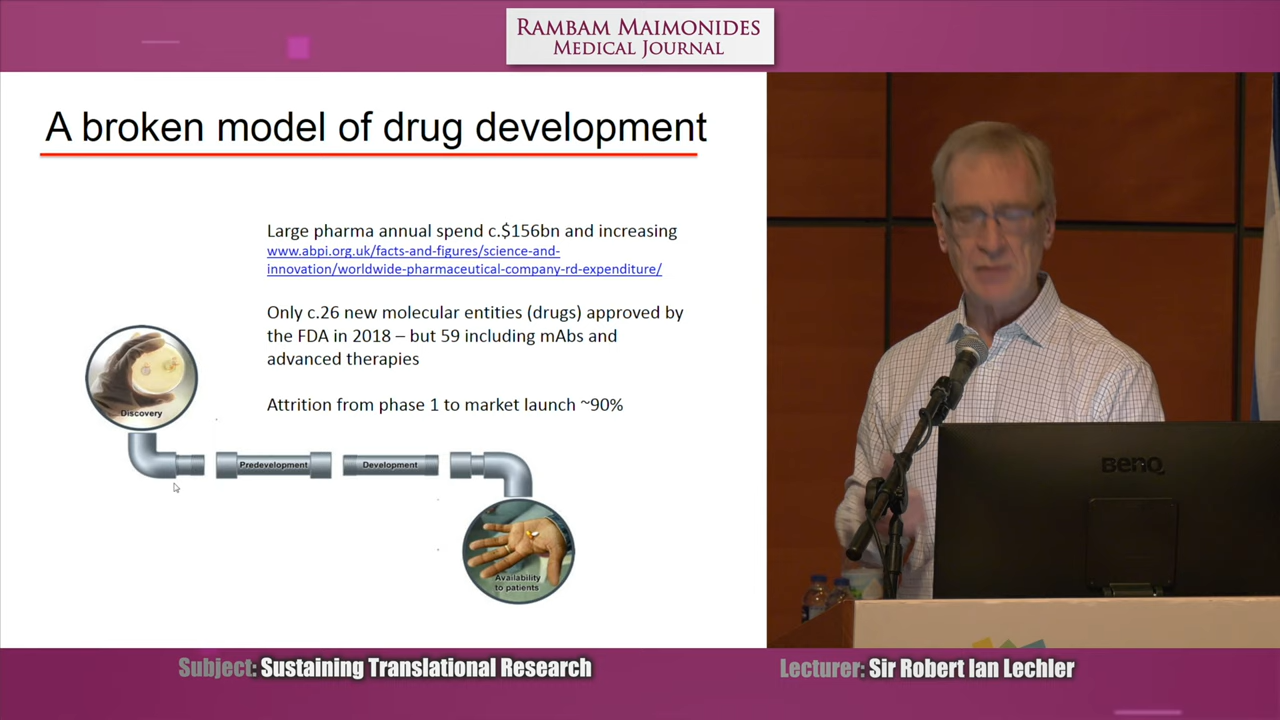 RAMBAM MAIMONIDES
MEDICAL JOURNAL
A broken model of drug development
Large pharma annual spend c.$156bn and increasing
www.abpi.org.uk/facts-and-figures/science-and-
innovation/worldwide-pharmaceutical-company-rd-expenditure/
Only c.26 new molecular entities (drugs) approved by
the FDA in 2018 – but 59 including mAbs and
advanced therapies
Attrition from phase 1 to market launch ~90%
Discovery
Predevelopment
Development
Availability
to patients
BenQ
Subject: Sustaining Translational Research
Lecturer: Sir Robert Ian Lechler